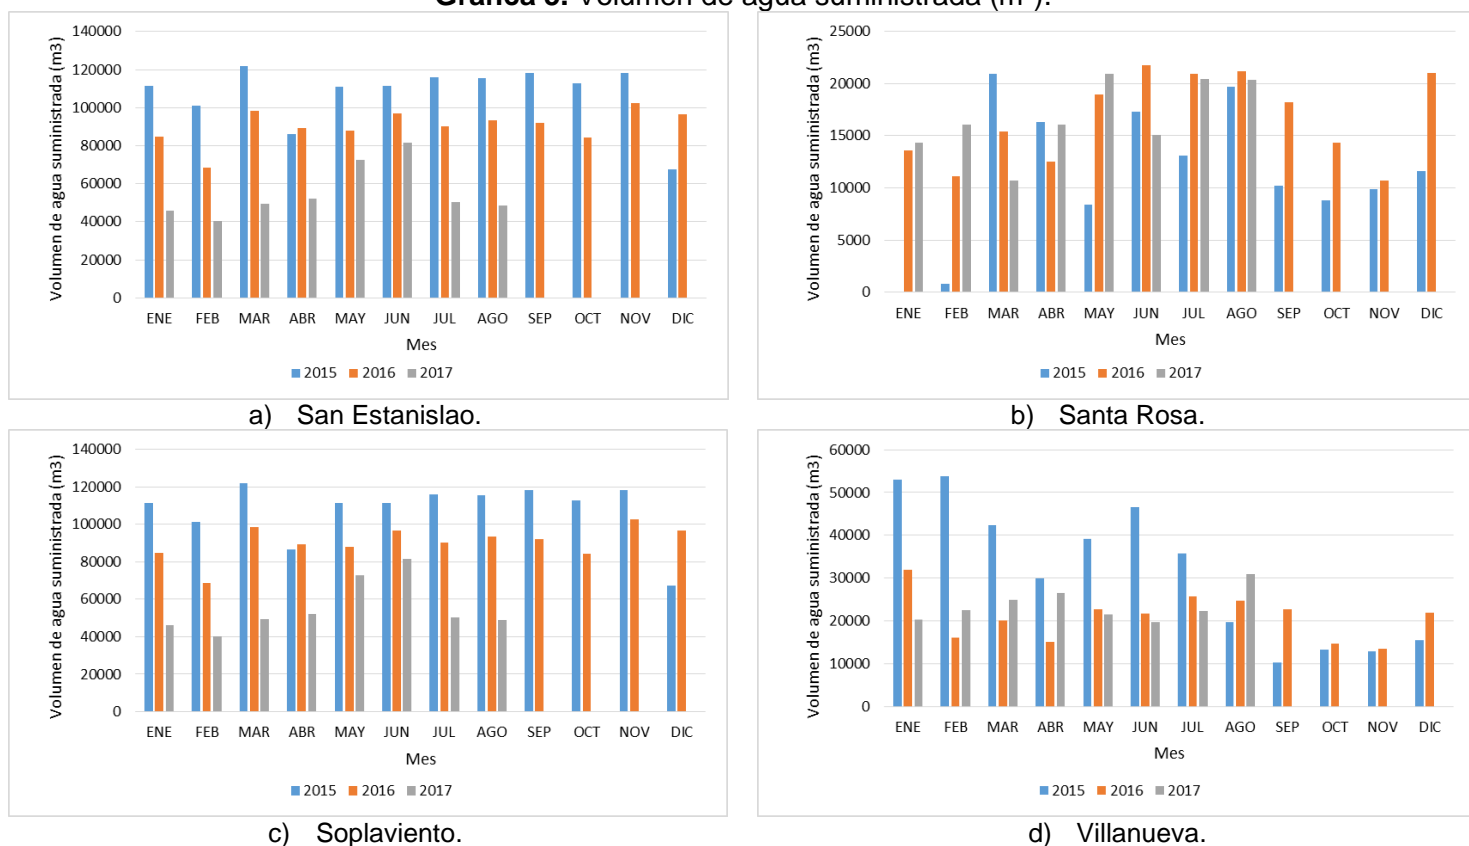 Gráfica 3. Volumen de agua suministrada (m³).
Volumen de agua suministrada (m3)
140000
120000
100000
80000
60000
40000
20000
0
ENE FEB MAR ABR MAY JUN JUL AGO SEP OCT NOV DIC
Mes
2015 2016 2017
a) San Estanislao.
Volumen de agua suministrada (m3)
25000
20000
15000
10000
5000
0
ENE FEB MAR ABR MAY JUN JUL AGO SEP OCT NOV DIC
Mes
2015 2016 2017
b) Santa Rosa.
Volumen de agua suministrada (m3)
140000
120000
100000
80000
60000
40000
20000
0
ENE FEB MAR ABR MAY JUN JUL AGO SEP OCT NOV DIC
Mes
2015 2016 2017
c) Soplaviento.
Volumen de agua suministrada (m3)
60000
50000
40000
30000
20000
10000
0
ENE FEB MAR ABR MAY JUN JUL AGO SEP OCT NOV DIC
Mes
2015 2016 2017
d) Villanueva.